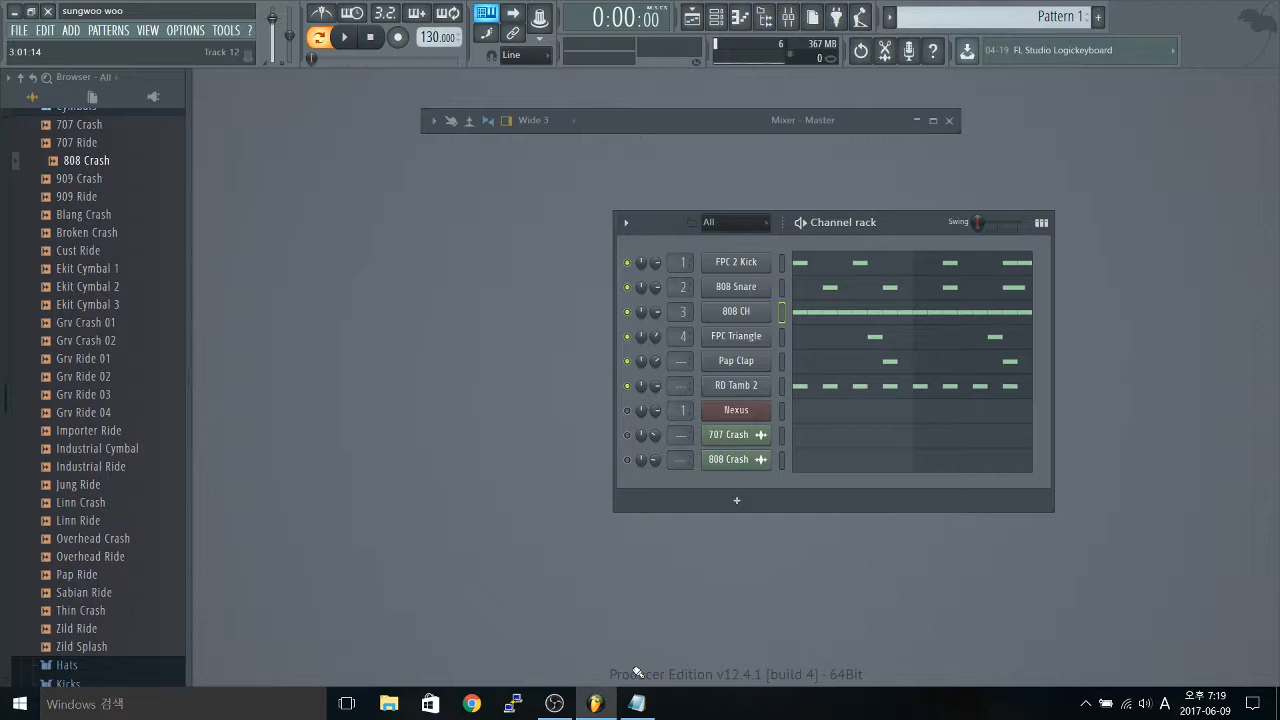 sungwoo woo
FILE EDIT ADD PATTERNS VIEW OPTIONS TOOLS ?
3:01:14 Track 12
3.2
130.000
Line
0:00:00
M:S:CS
6 367 MB
0
Pattern 1
04-19 FL Studio Logickeyboard
Browser - All
Cymbals
707 Crash
707 Ride
808 Crash
909 Crash
909 Ride
Blang Crash
Broken Crash
Cust Ride
Ekit Cymbal 1
Ekit Cymbal 2
Ekit Cymbal 3
Grv Crash 01
Grv Crash 02
Grv Ride 01
Grv Ride 02
Grv Ride 03
Grv Ride 04
Importer Ride
Industrial Cymbal
Industrial Ride
Jung Ride
Linn Crash
Linn Ride
Overhead Crash
Overhead Ride
Pap Ride
Sabian Ride
Thin Crash
Zild Ride
Zild Splash
Hats
Kicks
Wide 3 Mixer - Master
All Channel rack Swing
1 FPC 2 Kick
2 808 Snare
3 808 CH
4 FPC Triangle
--- Pap Clap
--- RD Tamb 2
1 Nexus
--- 707 Crash
--- 808 Crash
+
Producer Edition v12.4.1 [build 4] - 64Bit
Windows 검색
A
오후 7:19
2017-06-09